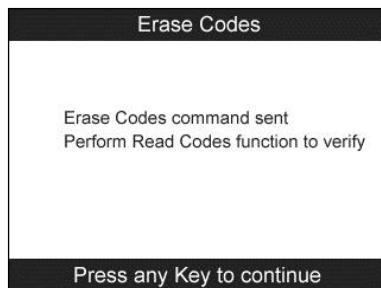 Erase Codes
Erase Codes command sent
Perform Read Codes function to verify
Press any Key to continue